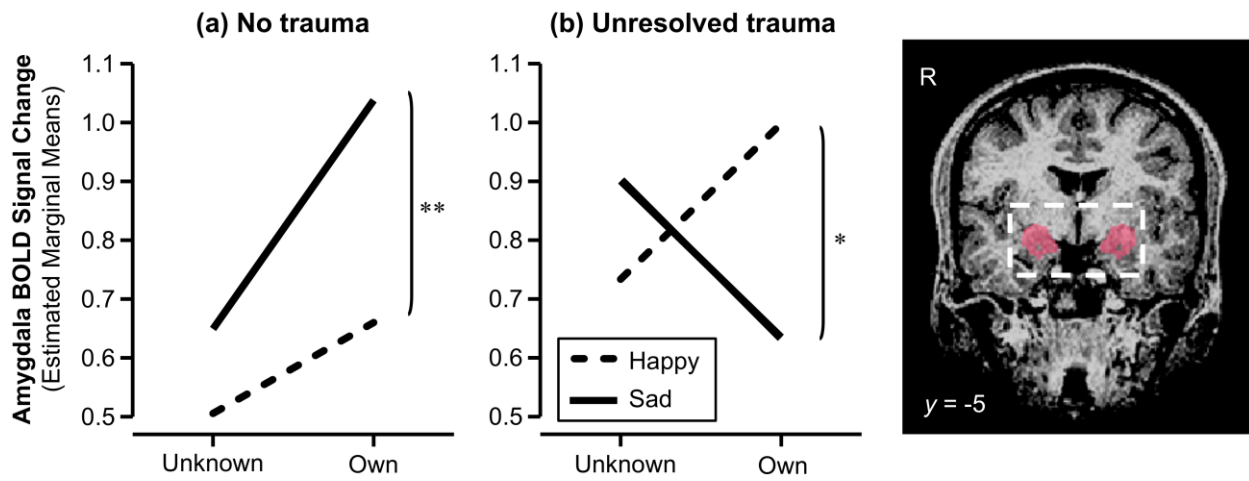 (a) No trauma
(b) Unresolved trauma
Amygdala BOLD Signal Change
(Estimated Marginal Means)
1.1
1.0
0.9
0.8
0.7
0.6
0.5
**
Unknown
Own
1.1
1.0
0.9
0.8
0.7
0.6
0.5
*
Happy
Sad
Unknown
Own
R
y = -5